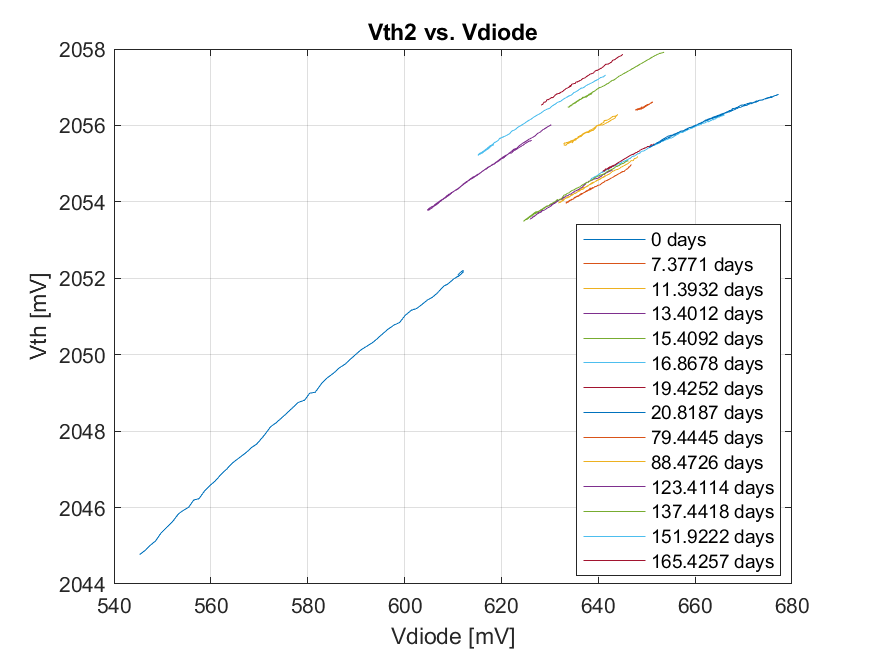 Vth2 vs. Vdiode
2058
2056
2054
2052
2050
2048
2046
2044
Vth [mV]
0 days
7.3771 days
11.3932 days
13.4012 days
15.4092 days
16.8678 days
19.4252 days
20.8187 days
79.4445 days
88.4726 days
123.4114 days
137.4418 days
151.9222 days
165.4257 days
540 560 580 600 620 640 660 680
Vdiode [mV]